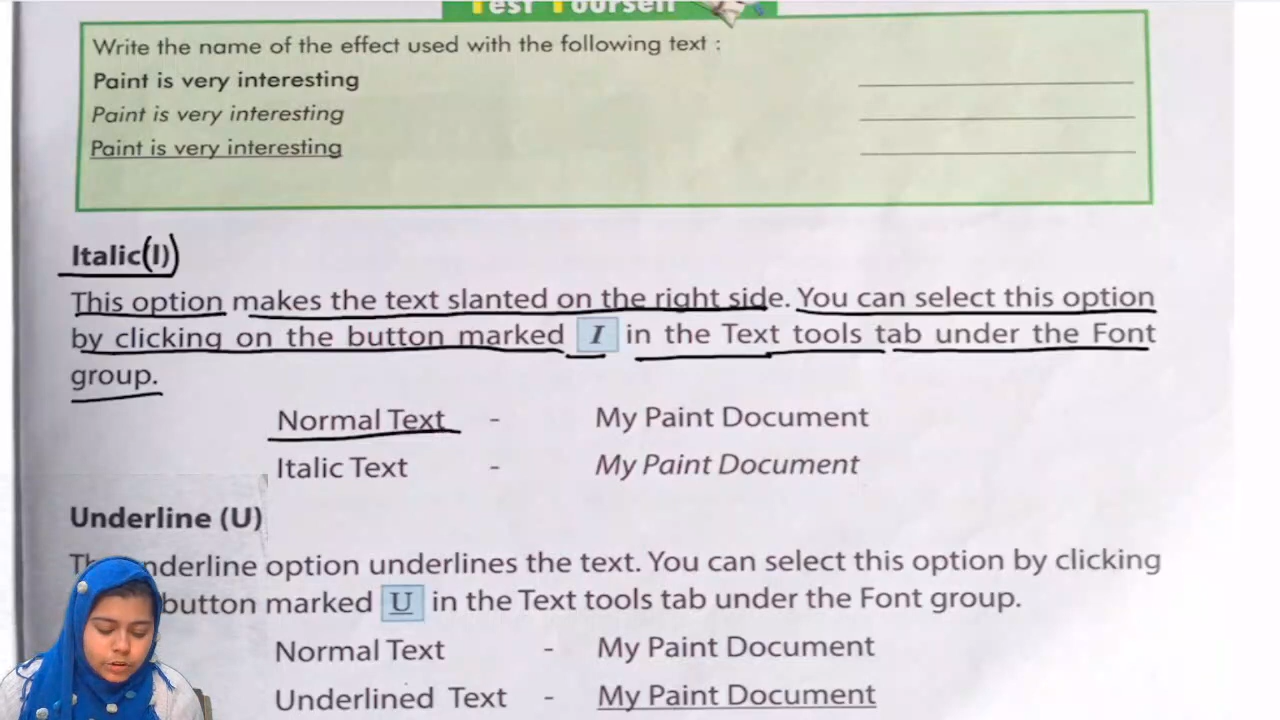 Test Yourself
Write the name of the effect used with the following text :
Paint is very interesting
Paint is very interesting
Paint is very interesting
Italic(I)
This option makes the text slanted on the right side. You can select this option
by clicking on the button marked I in the Text tools tab under the Font
group.
Normal Text - My Paint Document
Italic Text - My Paint Document
Underline (U)
underline option underlines the text. You can select this option by clicking
button marked U in the Text tools tab under the Font group.
Normal Text - My Paint Document
Underlined Text - My Paint Document